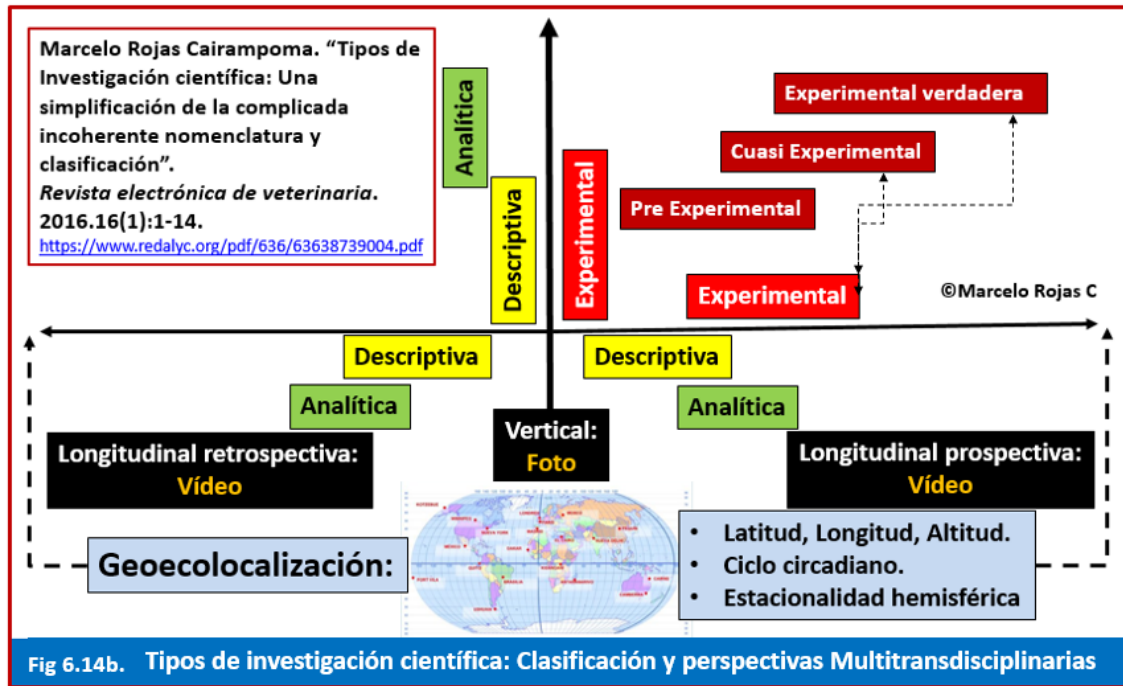 Marcelo Rojas Cairampoma. “Tipos de
Investigación científica: Una
simplificación de la complicada
incoherente nomenclatura y
clasificación”.
Revista electrónica de veterinaria.
2016.16(1):1-14.
https://www.redalyc.org/pdf/636/63638739004.pdf
Analítica
Descriptiva
Experimental
Experimental verdadera
Cuasi Experimental
Pre Experimental
Experimental
©Marcelo Rojas C
Descriptiva
Descriptiva
Analítica
Analítica
Longitudinal retrospectiva:
Vídeo
Vertical:
Foto
Longitudinal prospectiva:
Vídeo
Geoecolocalización:
• Latitud, Longitud, Altitud.
• Ciclo circadiano.
• Estacionalidad hemisférica
Fig 6.14b. Tipos de investigación científica: Clasificación y perspectivas Multitransdisciplinarias